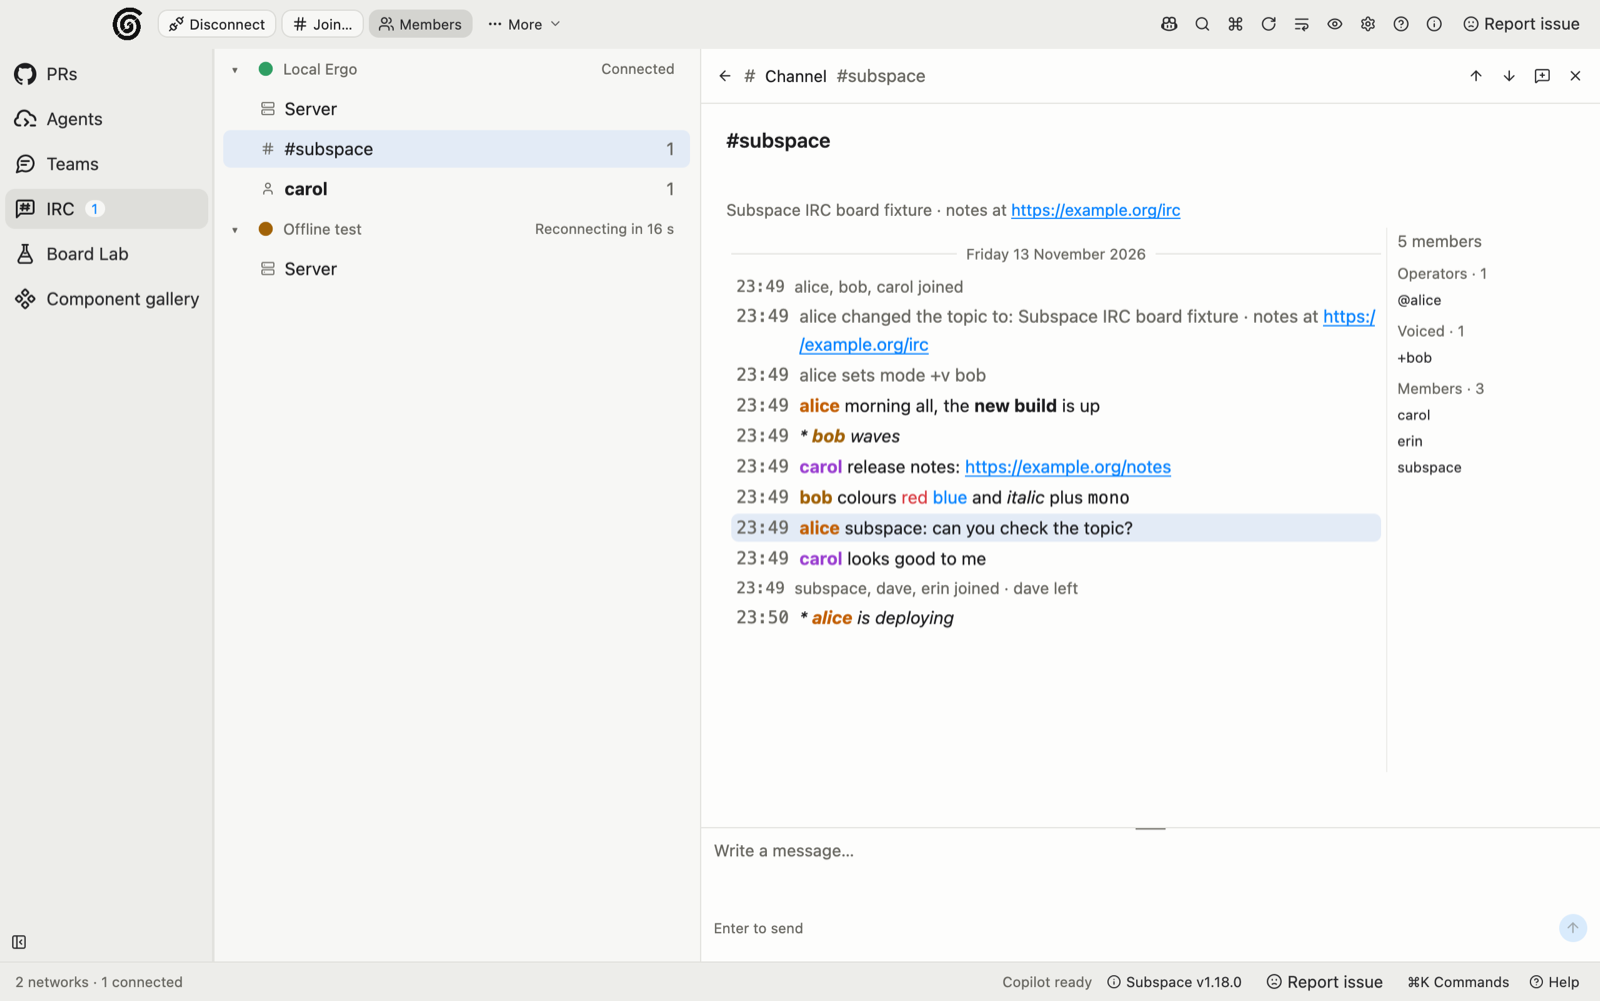 Disconnect
Join...
Members
More
Report issue
PRs
Agents
Teams
IRC 1
Board Lab
Component gallery
Local Ergo Connected
Server
# #subspace 1
carol 1
Offline test Reconnecting in 16 s
Server
# Channel #subspace
#subspace
Subspace IRC board fixture · notes at https://example.org/irc
Friday 13 November 2026
23:49 alice, bob, carol joined
23:49 alice changed the topic to: Subspace IRC board fixture · notes at https:/
/example.org/irc
23:49 alice sets mode +v bob
23:49 alice morning all, the new build is up
23:49 * bob waves
23:49 carol release notes: https://example.org/notes
23:49 bob colours red blue and italic plus mono
23:49 alice subspace: can you check the topic?
23:49 carol looks good to me
23:49 subspace, dave, erin joined · dave left
23:50 * alice is deploying
5 members
Operators · 1
@alice
Voiced · 1
+bob
Members · 3
carol
erin
subspace
Write a message...
Enter to send
2 networks · 1 connected
Copilot ready
Subspace v1.18.0
Report issue
⌘K Commands
Help